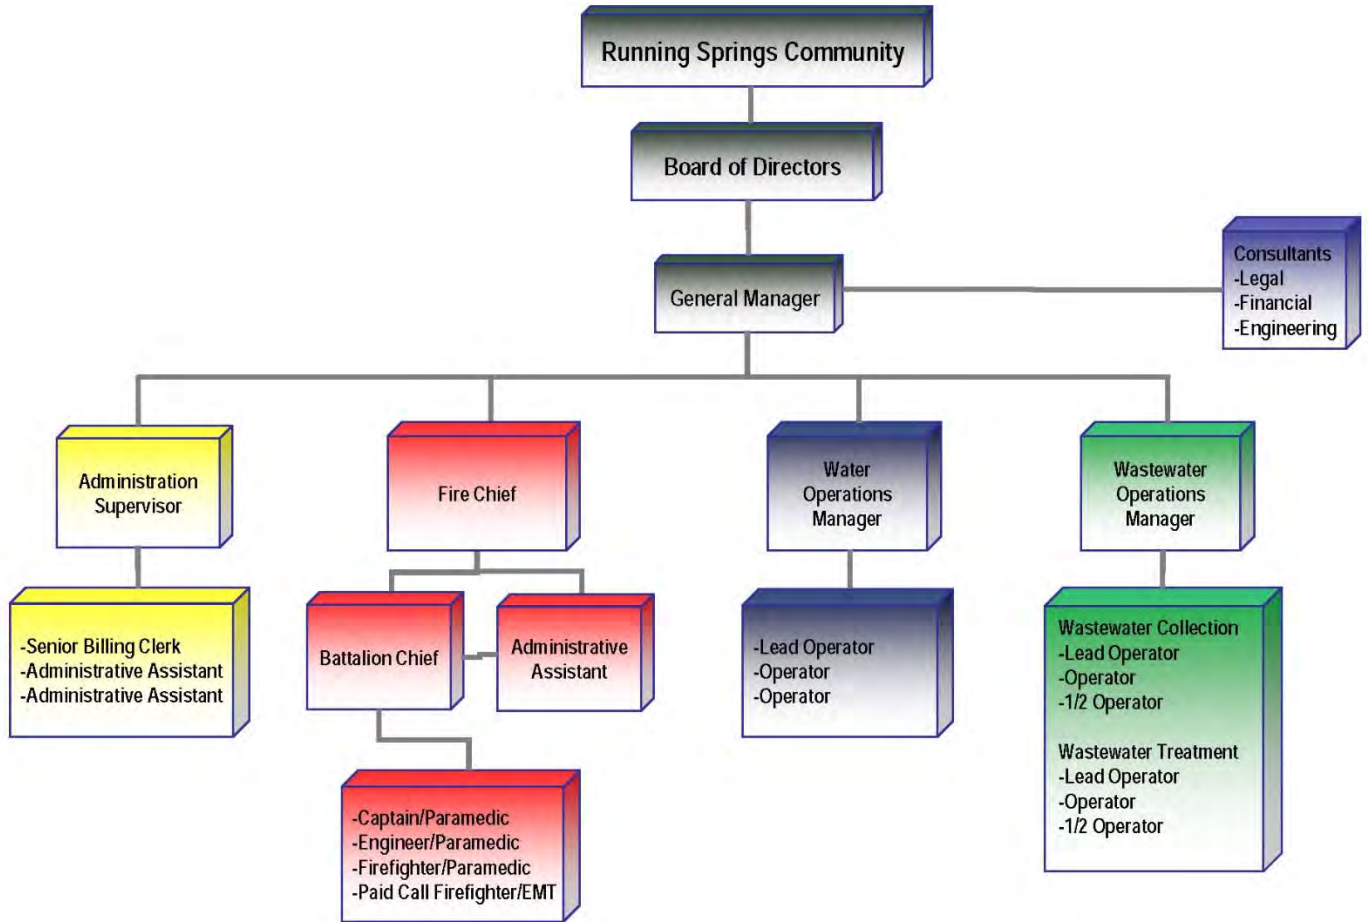 Running Springs Community
Board of Directors
General Manager
Consultants
-Legal
-Financial
-Engineering
Administration
Supervisor
Fire Chief
Water
Operations
Manager
Wastewater
Operations
Manager
-Senior Billing Clerk
-Administrative Assistant
-Administrative Assistant
Battalion Chief
Administrative
Assistant
-Lead Operator
-Operator
-Operator
Wastewater Collection
-Lead Operator
-Operator
-1/2 Operator
Wastewater Treatment
-Lead Operator
-Operator
-1/2 Operator
-Captain/Paramedic
-Engineer/Paramedic
-Firefighter/Paramedic
-Paid Call Firefighter/EMT